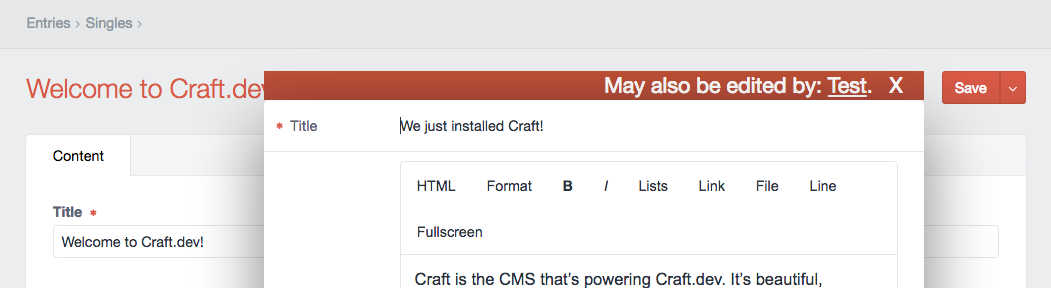 Entries › Singles ›
Welcome to Craft.dev
May also be edited by: Test. X
Save
* Title
We just installed Craft!
Content
HTML Format B I Lists Link File Line
Fullscreen
Title *
Welcome to Craft.dev!
Craft is the CMS that's powering Craft.dev. It's beautiful,